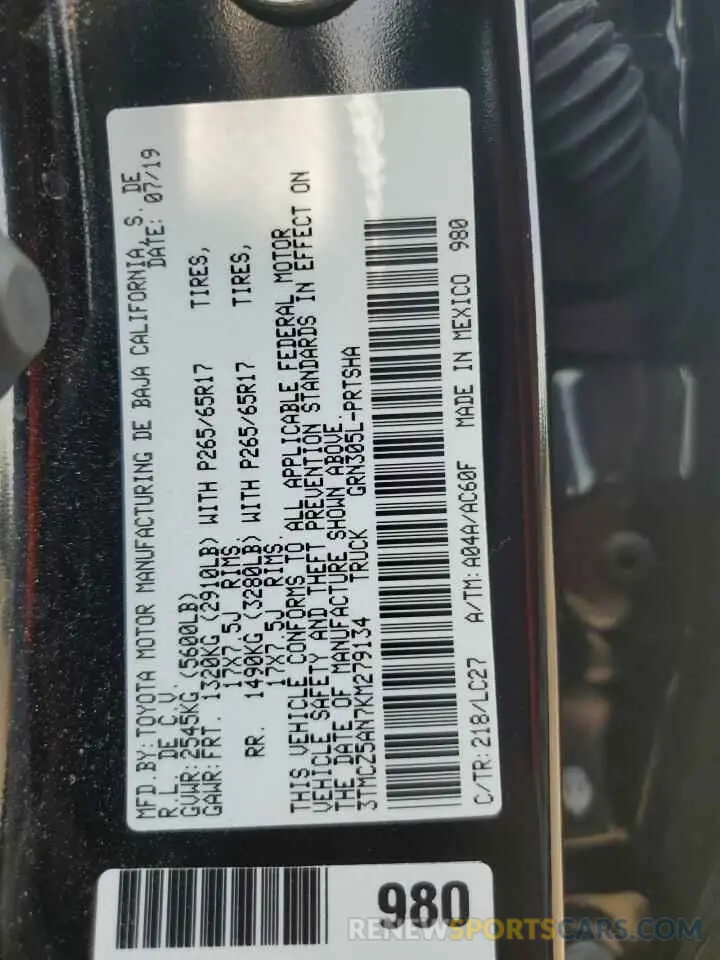 MFD.BY: TOYOTA MOTOR MANUFACTURING DE BAJA CALIFORNIA, S. DE
R.L. DE C.V. DATE: 07/19
GVWR: 2545KG (5600LB)
GAWR: FRT. 1320KG (2910LB) WITH P265/65R17 TIRES,
17X7.5J RIMS.
RR. 1490KG (3280LB) WITH P265/65R17 TIRES,
17X7.5J RIMS.
THIS VEHICLE CONFORMS TO ALL APPLICABLE FEDERAL MOTOR
VEHICLE SAFETY AND THEFT PREVENTION STANDARDS IN EFFECT ON
THE DATE OF MANUFACTURE SHOWN ABOVE.
3TMCZ5AN7KM279134 TRUCK GRN305L-PRTSHA
C/TR: 218/LC27 A/TM: A04A/AC60F MADE IN MEXICO 980
980
RENEWSPORTSCARS.COM